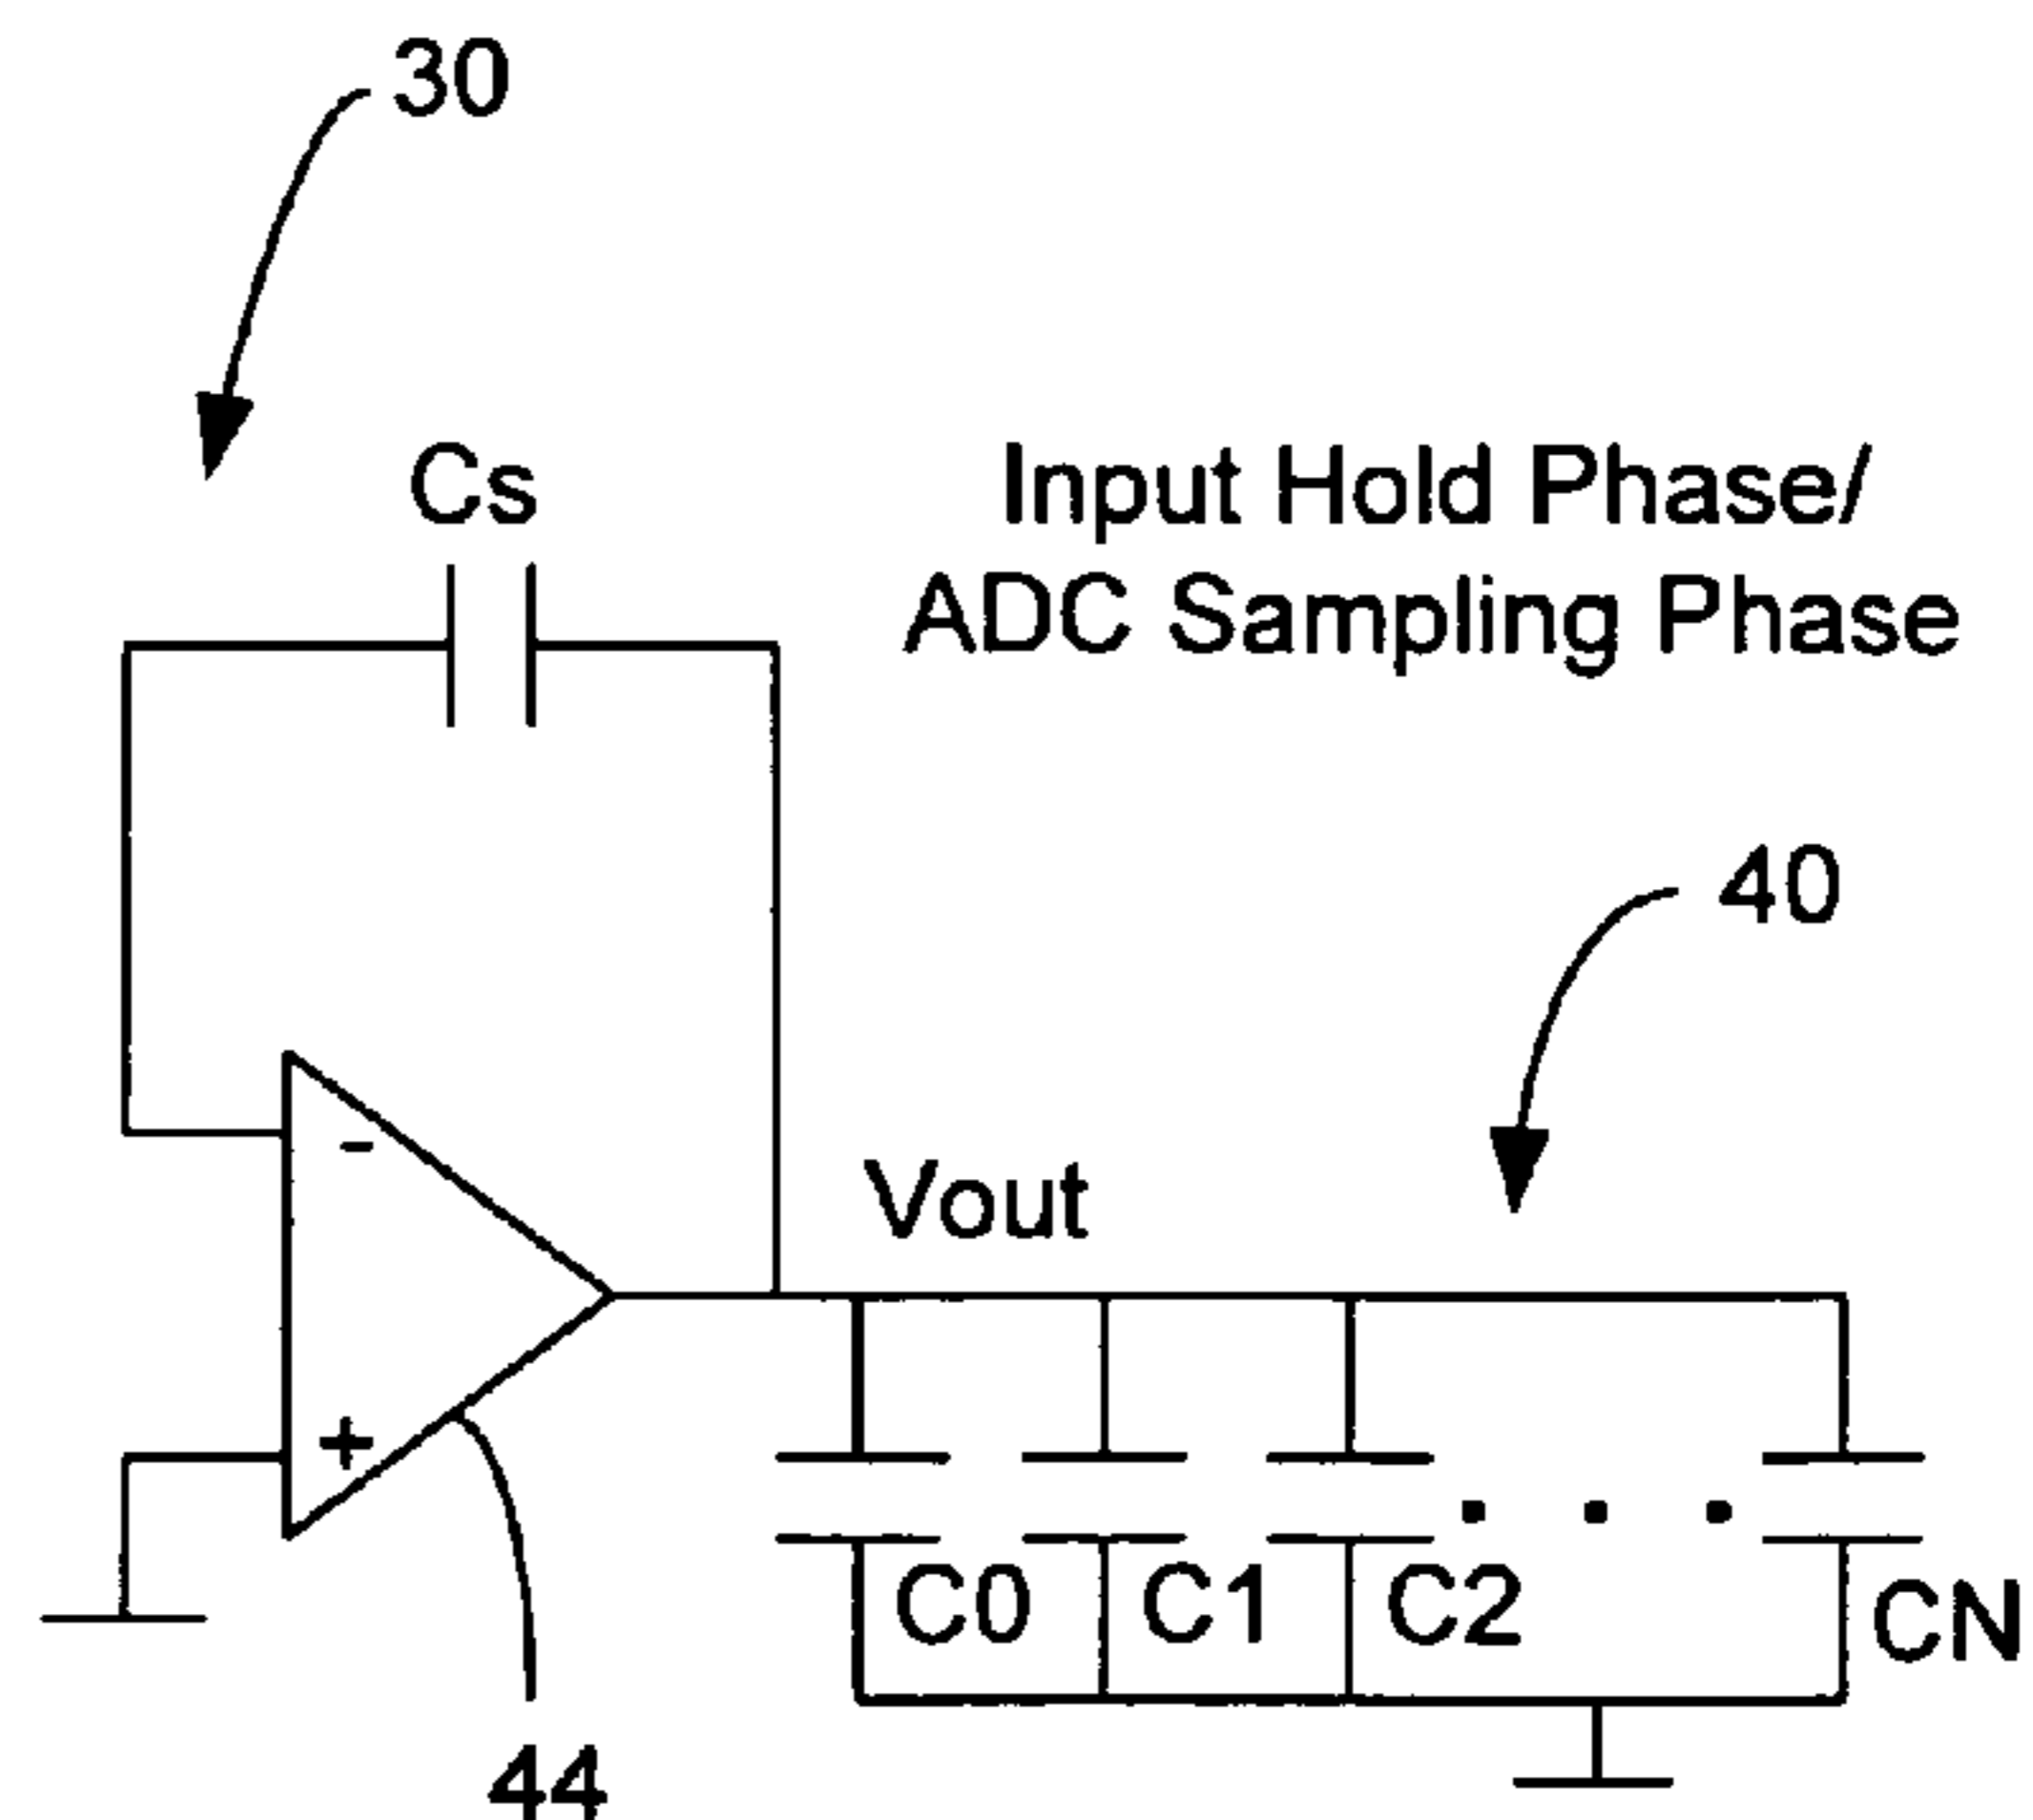 30
Cs
Input Hold Phase/
ADC Sampling Phase
40
-
Vout
+
C0 C1 C2 CN
44